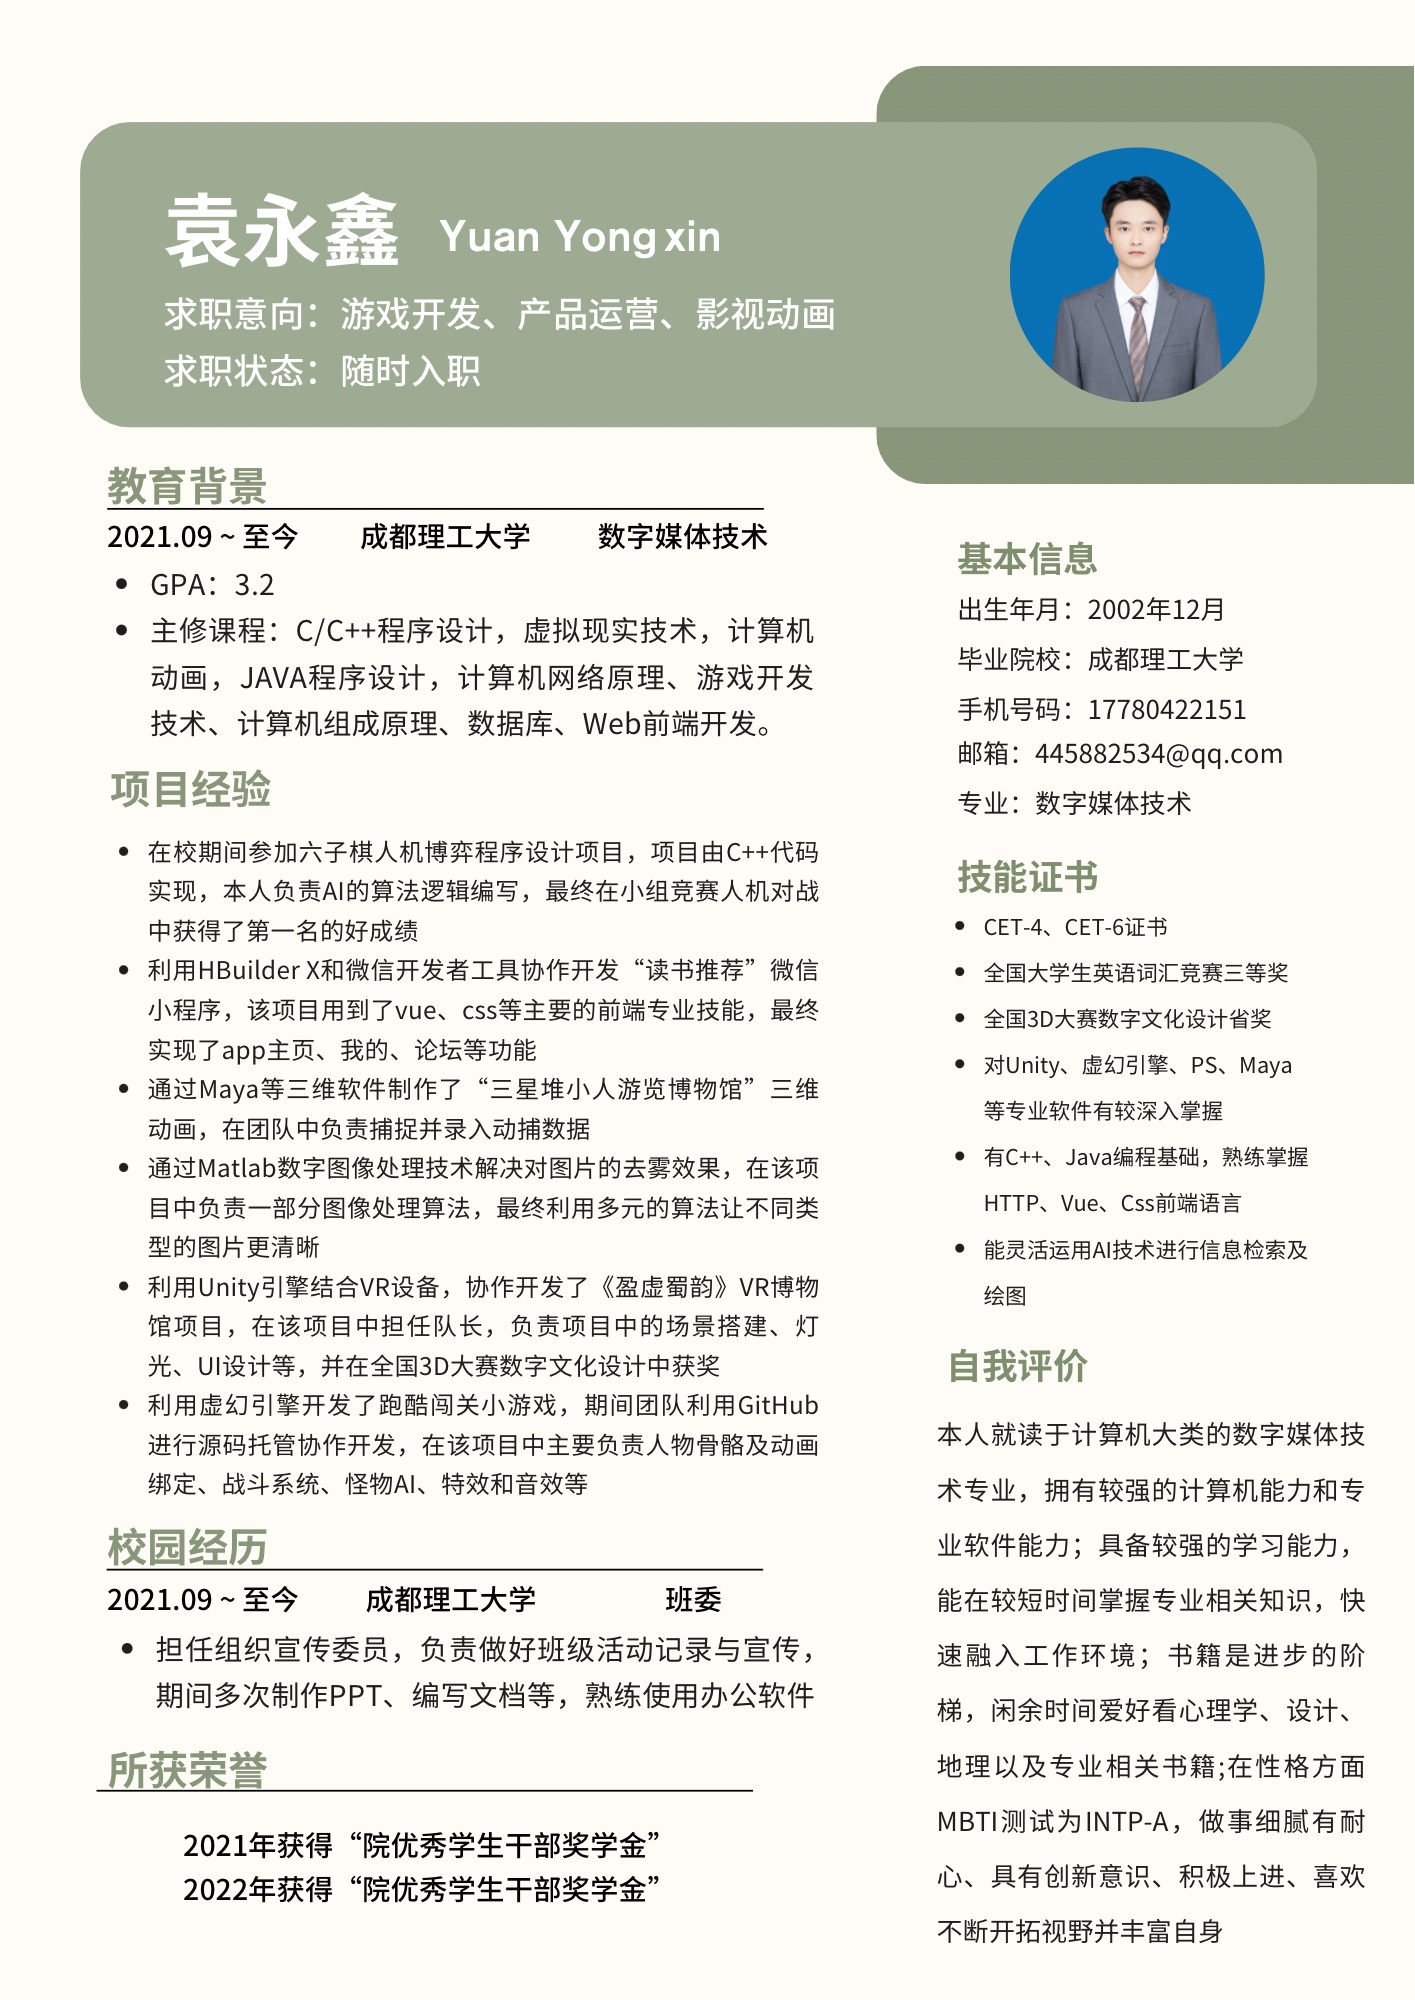 袁永鑫 Yuan Yongxin
求职意向：游戏开发、产品运营、影视动画
求职状态：随时入职
教育背景
2021.09 ~ 至今 成都理工大学 数字媒体技术
GPA：3.2
主修课程：C/C++程序设计，虚拟现实技术，计算机
动画，JAVA程序设计，计算机网络原理、游戏开发
技术、计算机组成原理、数据库、Web前端开发。
项目经验
在校期间参加六子棋人机博弈程序设计项目，项目由C++代码
实现，本人负责AI的算法逻辑编写，最终在小组竞赛人机对战
中获得了第一名的好成绩
利用HBuilder X和微信开发者工具协作开发“读书推荐”微信
小程序，该项目用到了vue、css等主要的前端专业技能，最终
实现了app主页、我的、论坛等功能
通过Maya等三维软件制作了“三星堆小人游览博物馆”三维
动画，在团队中负责捕捉并录入动捕数据
通过Matlab数字图像处理技术解决对图片的去雾效果，在该项
目中负责一部分图像处理算法，最终利用多元的算法让不同类
型的图片更清晰
利用Unity引擎结合VR设备，协作开发了《盈虚蜀韵》VR博物
馆项目，在该项目中担任队长，负责项目中的场景搭建、灯
光、UI设计等，并在全国3D大赛数字文化设计中获奖
利用虚幻引擎开发了跑酷闯关小游戏，期间团队利用GitHub
进行源码托管协作开发，在该项目中主要负责人物骨骼及动画
绑定、战斗系统、怪物AI、特效和音效等
校园经历
2021.09 ~ 至今 成都理工大学 班委
担任组织宣传委员，负责做好班级活动记录与宣传，
期间多次制作PPT、编写文档等，熟练使用办公软件
所获荣誉
2021年获得“院优秀学生干部奖学金”
2022年获得“院优秀学生干部奖学金”
基本信息
出生年月：2002年12月
毕业院校：成都理工大学
手机号码：17780422151
邮箱：445882534@qq.com
专业：数字媒体技术
技能证书
CET-4、CET-6证书
全国大学生英语词汇竞赛三等奖
全国3D大赛数字文化设计省奖
对Unity、虚幻引擎、PS、Maya
等专业软件有较深入掌握
有C++、Java编程基础，熟练掌握
HTTP、Vue、Css前端语言
能灵活运用AI技术进行信息检索及
绘图
自我评价
本人就读于计算机大类的数字媒体技
术专业，拥有较强的计算机能力和专
业软件能力；具备较强的学习能力，
能在较短时间掌握专业相关知识，快
速融入工作环境；书籍是进步的阶
梯，闲余时间爱好看心理学、设计、
地理以及专业相关书籍;在性格方面
MBTI测试为INTP-A，做事细腻有耐
心、具有创新意识、积极上进、喜欢
不断开拓视野并丰富自身